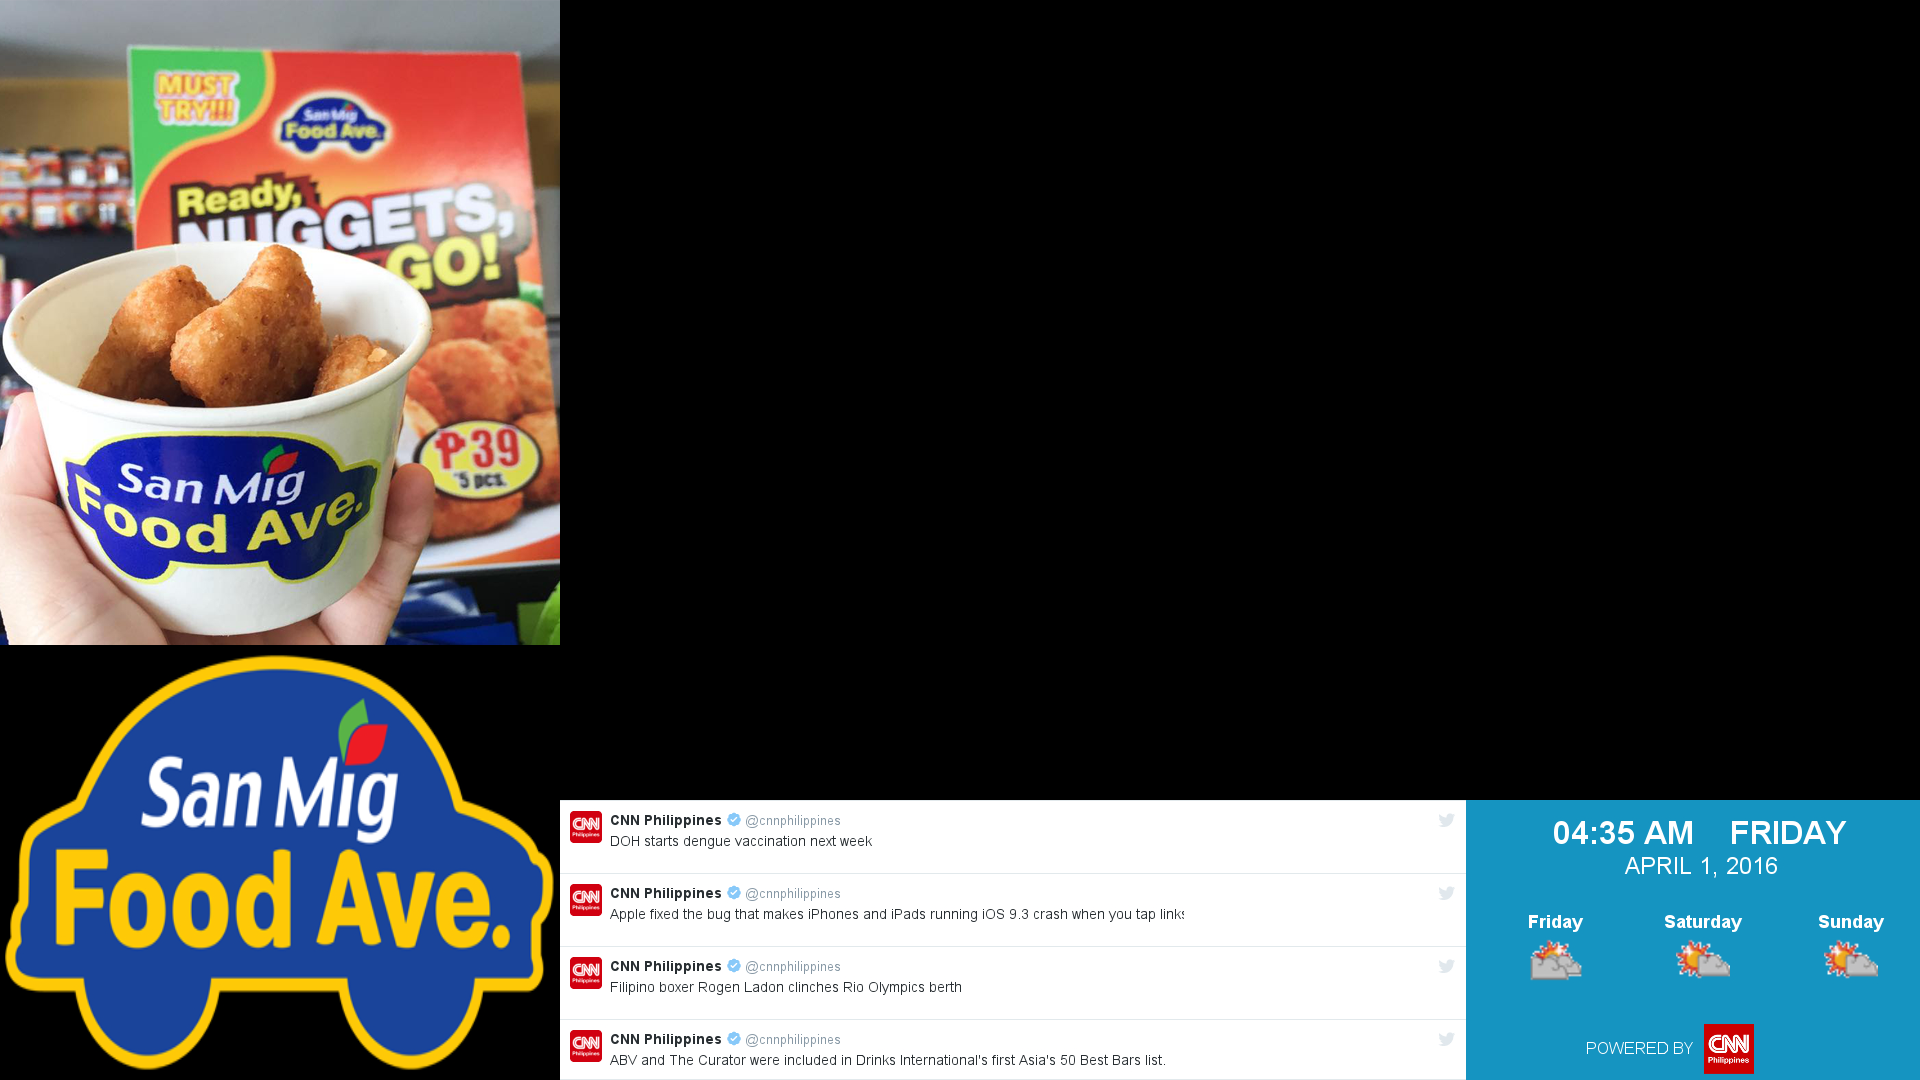 MUST
TRY!!!
San Mig
Food Ave.
Ready,
NUGGETS,
GO!
₱39
*5 pcs.
San Mig
Food Ave.
San Mig
Food Ave.
CNN Philippines @cnnphilippines
DOH starts dengue vaccination next week
CNN Philippines @cnnphilippines
Apple fixed the bug that makes iPhones and iPads running iOS 9.3 crash when you tap links
CNN Philippines @cnnphilippines
Filipino boxer Rogen Ladon clinches Rio Olympics berth
CNN Philippines @cnnphilippines
ABV and The Curator were included in Drinks International's first Asia's 50 Best Bars list.
04:35 AM FRIDAY
APRIL 1, 2016
Friday Saturday Sunday
POWERED BY CNN
Philippines